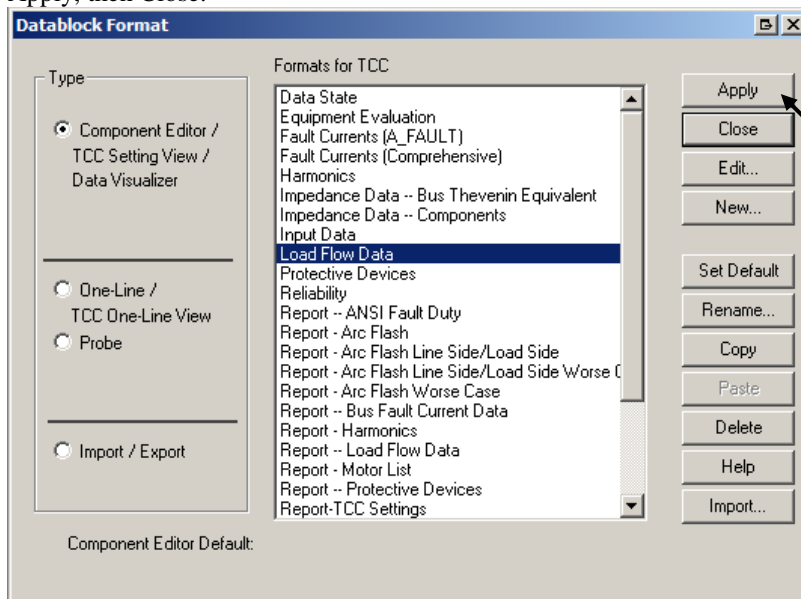 Apply, then Close.
Datablock Format
Type
Component Editor /
TCC Setting View /
Data Visualizer
One-Line /
TCC One-Line View
Probe
Import / Export
Formats for TCC
Data State
Equipment Evaluation
Fault Currents (A_FAULT)
Fault Currents (Comprehensive)
Harmonics
Impedance Data -- Bus Thevenin Equivalent
Impedance Data -- Components
Input Data
Load Flow Data
Protective Devices
Reliability
Report -- ANSI Fault Duty
Report - Arc Flash
Report - Arc Flash Line Side/Load Side
Report - Arc Flash Line Side/Load Side Worse
Report - Arc Flash Worse Case
Report -- Bus Fault Current Data
Report - Harmonics
Report -- Load Flow Data
Report - Motor List
Report -- Protective Devices
Report-TCC Settings
Apply
Close
Edit...
New...
Set Default
Rename...
Copy
Paste
Delete
Help
Import...
Component Editor Default: